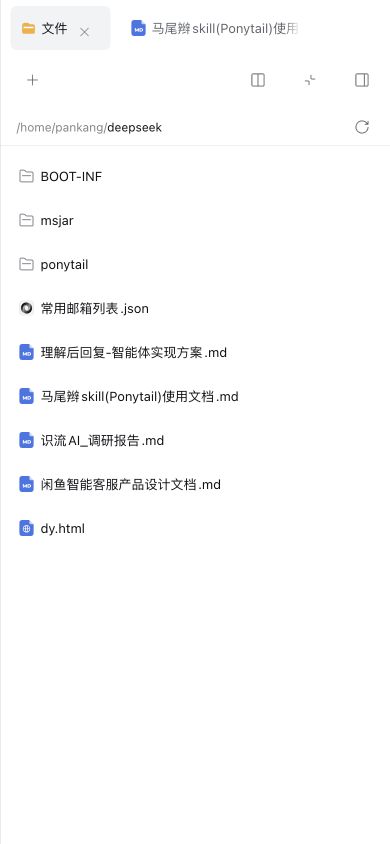 文件
马尾辫skill(Ponytail)使用
/home/pankang/deepseek
BOOT-INF
msjar
ponytail
常用邮箱列表.json
理解后回复-智能体实现方案.md
马尾辫skill(Ponytail)使用文档.md
识流AI_调研报告.md
闲鱼智能客服产品设计文档.md
dy.html